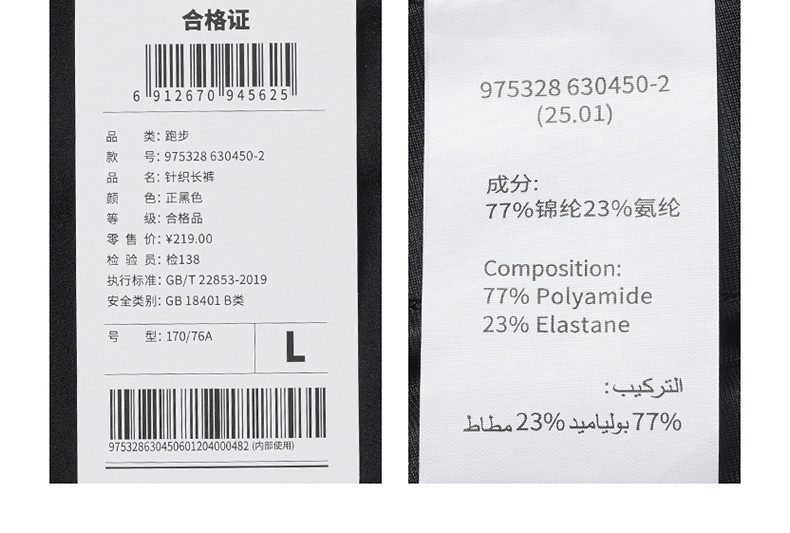 合格证
6 912670 945625
品 类: 跑步
款 号: 975328 630450-2
品 名: 针织长裤
颜 色: 正黑色
等 级: 合格品
零 售 价: ¥219.00
检 验 员: 检138
执行标准: GB/T 22853-2019
安全类别: GB 18401 B类
号 型: 170/76A
L
975328630450601204000482 (内部使用)
975328 630450-2
(25.01)
成分:
77%锦纶23%氨纶
Composition:
77% Polyamide
23% Elastane
التركيب:
77% بولياميد 23% مطاط